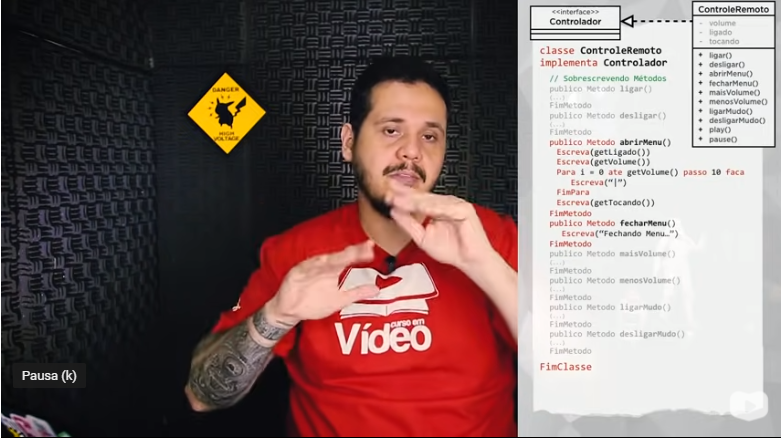 DANGER
HIGH
VOLTAGE
curso em
Vídeo
Pausa (k)
<<interface>>
Controlador
ControleRemoto
- volume
- ligado
- tocando
+ ligar()
+ desligar()
+ abrirMenu()
+ fecharMenu()
+ maisVolume()
+ menosVolume()
+ ligarMudo()
+ desligarMudo()
+ play()
+ pause()
classe ControleRemoto
implementa Controlador
// Sobrescrevendo Métodos
publico Metodo ligar()
(...)
FimMetodo
publico Metodo desligar()
(...)
FimMetodo
publico Metodo abrirMenu()
Escreva(getLigado())
Escreva(getVolume())
Para i = 0 ate getVolume() passo 10 faca
Escreva("|")
FimPara
Escreva(getTocando())
FimMetodo
publico Metodo fecharMenu()
Escreva("Fechando Menu…")
FimMetodo
publico Metodo maisVolume()
(...)
FimMetodo
publico Metodo menosVolume()
(...)
FimMetodo
publico Metodo ligarMudo()
(...)
FimMetodo
publico Metodo desligarMudo()
(...)
FimMetodo
FimClasse